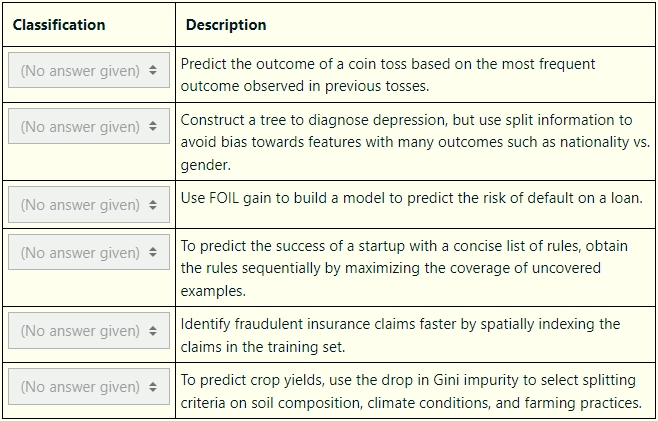 Classification Description
(No answer given) Predict the outcome of a coin toss based on the most frequent
outcome observed in previous tosses.
(No answer given) Construct a tree to diagnose depression, but use split information to
avoid bias towards features with many outcomes such as nationality vs.
gender.
(No answer given) Use FOIL gain to build a model to predict the risk of default on a loan.
(No answer given) To predict the success of a startup with a concise list of rules, obtain
the rules sequentially by maximizing the coverage of uncovered
examples.
(No answer given) Identify fraudulent insurance claims faster by spatially indexing the
claims in the training set.
(No answer given) To predict crop yields, use the drop in Gini impurity to select splitting
criteria on soil composition, climate conditions, and farming practices.